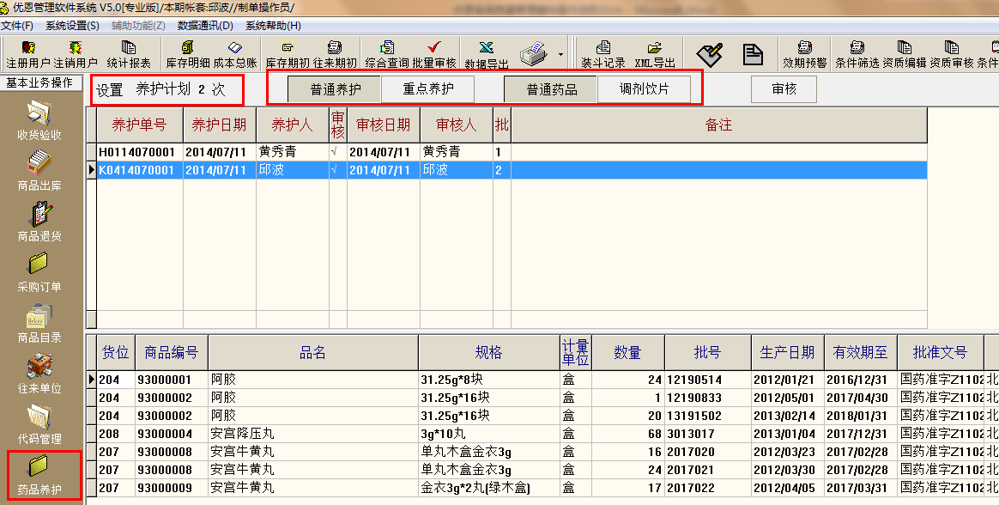 优恩管理软件系统 V5.0[专业版]/本期帐套:邱波//制单操作员/
文件(F) 系统设置(S) 辅助功能(Z) 数据通讯(D) 系统帮助(H)
注册用户 注销用户 统计报表 库存明细 成本总账 库存期初 往来期初 综合查询 批量审核 数据导出 装斗记录 XML导出 效期预警 条件筛选 资质编辑 资质审核 条件
基本业务操作
设置 养护计划 2 次 普通养护 重点养护 普通药品 调剂饮片 审核
收货验收
商品出库
商品退货
采购订单
商品目录
往来单位
代码管理
药品养护
养护单号 养护日期 养护人 审核 审核日期 审核人 批 备注
H0114070001 2014/07/11 黄秀青 √ 2014/07/11 黄秀青 1
K0414070001 2014/07/11 邱波 √ 2014/07/11 邱波 2
货位 商品编号 品名 规格 计量单位 数量 批号 生产日期 有效期至 批准文号
204 93000001 阿胶 31.25g*8块 盒 24 12190514 2012/01/21 2016/12/31 国药准字Z1102 北
204 93000002 阿胶 31.25g*16块 盒 1 12190833 2012/05/01 2017/04/30 国药准字Z1102 北
204 93000002 阿胶 31.25g*16块 盒 20 13191502 2013/02/14 2018/01/31 国药准字Z1102 北
208 93000004 安宫降压丸 3g*10丸 盒 68 3013017 2013/01/04 2017/12/31 国药准字Z1102 北
207 93000008 安宫牛黄丸 单丸木盒金衣3g 盒 16 2017020 2012/03/23 2017/02/28 国药准字Z1102 北
207 93000008 安宫牛黄丸 单丸木盒金衣3g 盒 24 2017021 2012/03/30 2017/02/28 国药准字Z1102 北
207 93000009 安宫牛黄丸 金衣3g*2丸(绿木盒) 盒 17 2017022 2012/04/05 2017/03/31 国药准字Z1102 北